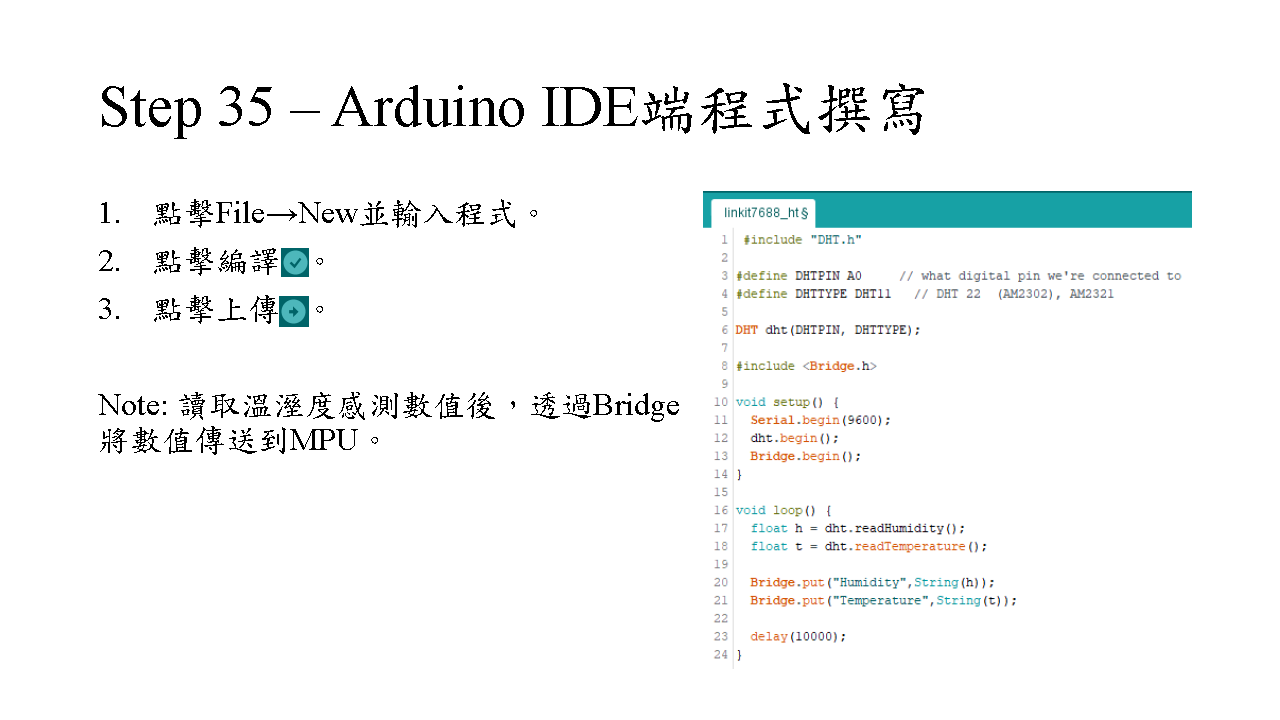 Step 35 – Arduino IDE端程式撰寫
1. 點擊File→New並輸入程式。
2. 點擊編譯。
3. 點擊上傳。
Note: 讀取溫溼度感測數值後，透過Bridge
將數值傳送到MPU。
linkit7688_ht§
1 #include "DHT.h"
2
3 #define DHTPIN A0 // what digital pin we're connected to
4 #define DHTTYPE DHT11 // DHT 22 (AM2302), AM2321
5
6 DHT dht(DHTPIN, DHTTYPE);
7
8 #include <Bridge.h>
9
10 void setup() {
11 Serial.begin(9600);
12 dht.begin();
13 Bridge.begin();
14 }
15
16 void loop() {
17 float h = dht.readHumidity();
18 float t = dht.readTemperature();
19
20 Bridge.put("Humidity",String(h));
21 Bridge.put("Temperature",String(t));
22
23 delay(10000);
24 }